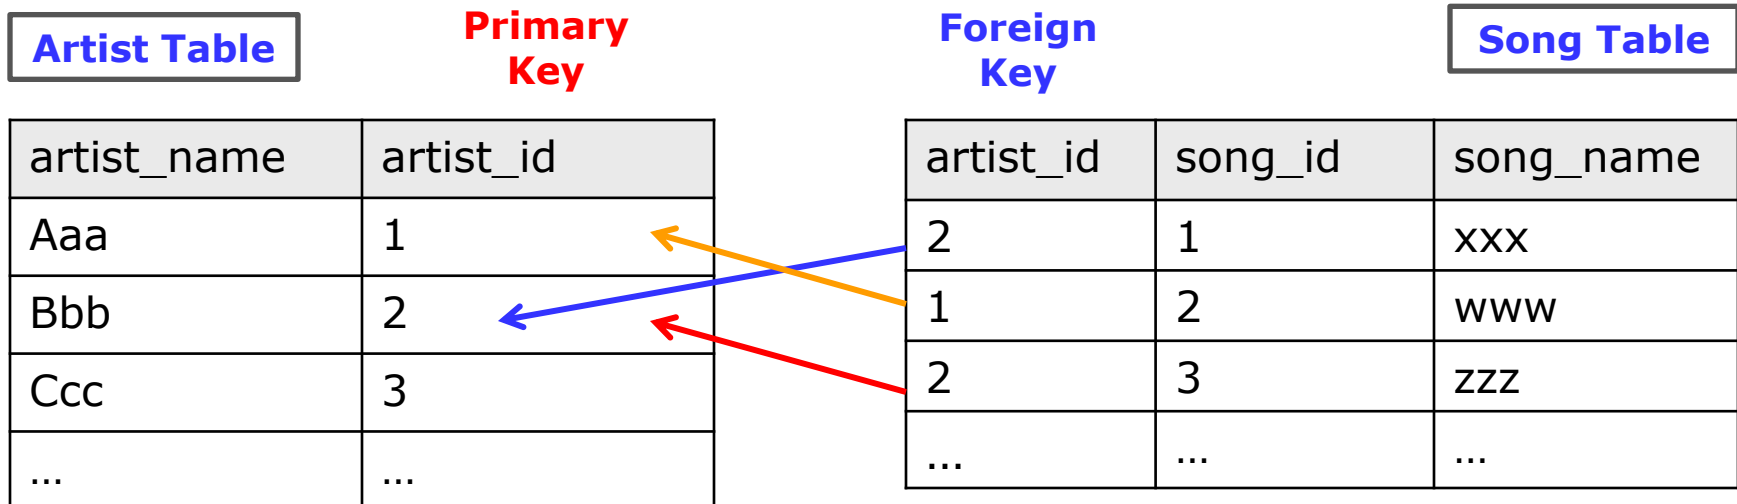 Artist Table
Primary
Key
Foreign
Key
Song Table
artist_name artist_id
Aaa 1
Bbb 2
Ccc 3
... ...
artist_id song_id song_name
2 1 xxx
1 2 www
2 3 zzz
... ... ...